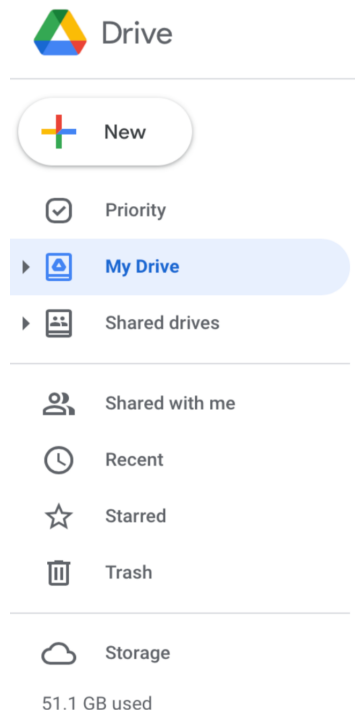 Drive
New
Priority
My Drive
Shared drives
Shared with me
Recent
Starred
Trash
Storage
51.1 GB used